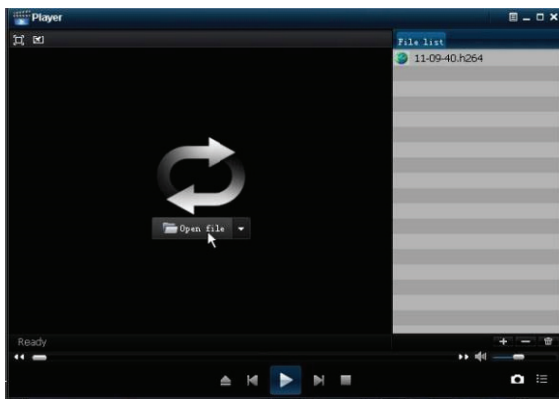 Player
File list
11-09-40.h264
Open file
Ready